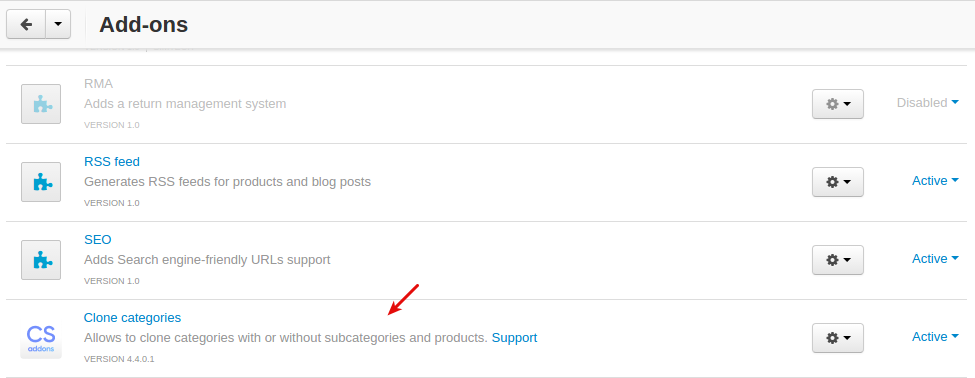 Add-ons
RMA
Adds a return management system
Disabled
VERSION 1.0
RSS feed
Generates RSS feeds for products and blog posts
Active
VERSION 1.0
SEO
Adds Search engine-friendly URLs support
Active
VERSION 1.0
CS
addons
Clone categories
Allows to clone categories with or without subcategories and products. Support
Active
VERSION 4.4.0.1